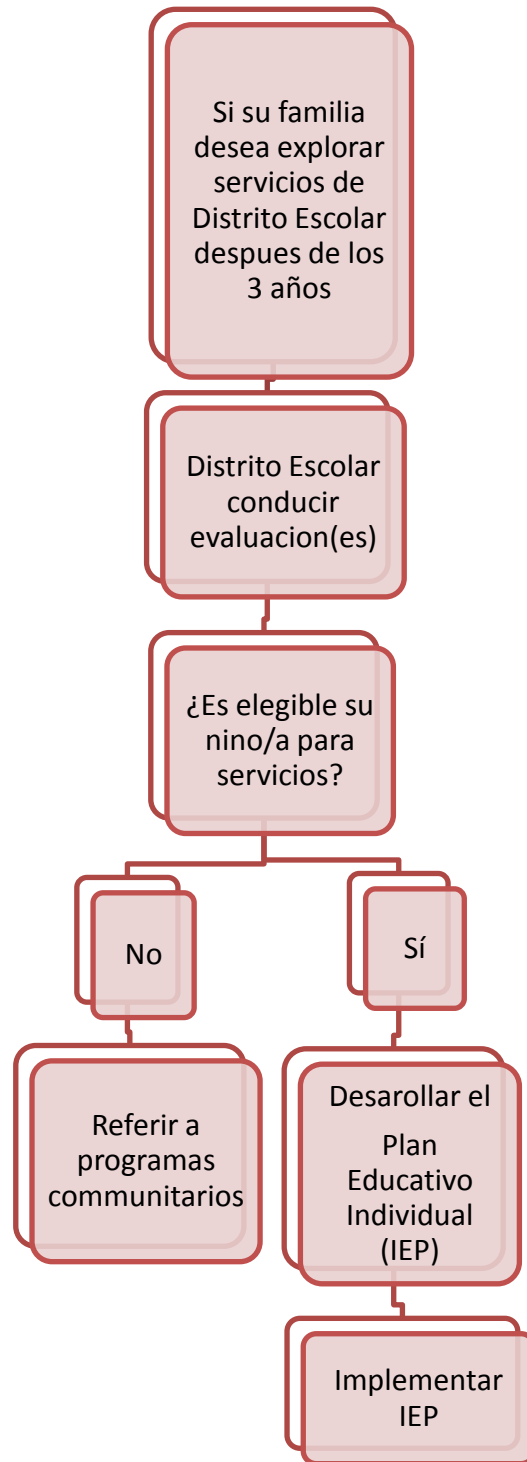 Si su familia
desea explorar
servicios de
Distrito Escolar
despues de los
3 años
Distrito Escolar
conducir
evaluacion(es)
¿Es elegible su
nino/a para
servicios?
No
Sí
Referir a
programas
communitarios
Desarollar el
Plan
Educativo
Individual
(IEP)
Implementar
IEP